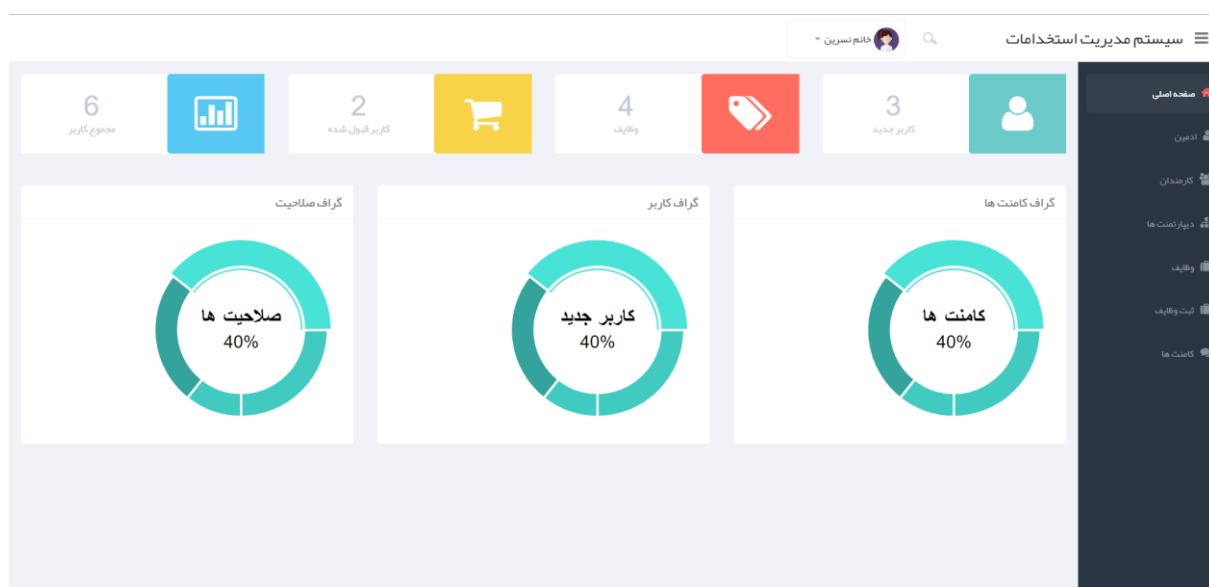 سیستم مدیریت استخدامات
خانم نسرین
صفحه اصلی
ادمین
کارمندان
دیپارتمنت ها
وظایف
ثبت وظایف
کامنت ها
3
کاربر جدید
4
وظایف
2
کاربر قبول شده
6
مجموع کاربر
گراف کامنت ها
کامنت ها
40%
گراف کاربر
کاربر جدید
40%
گراف صلاحیت
صلاحیت ها
40%